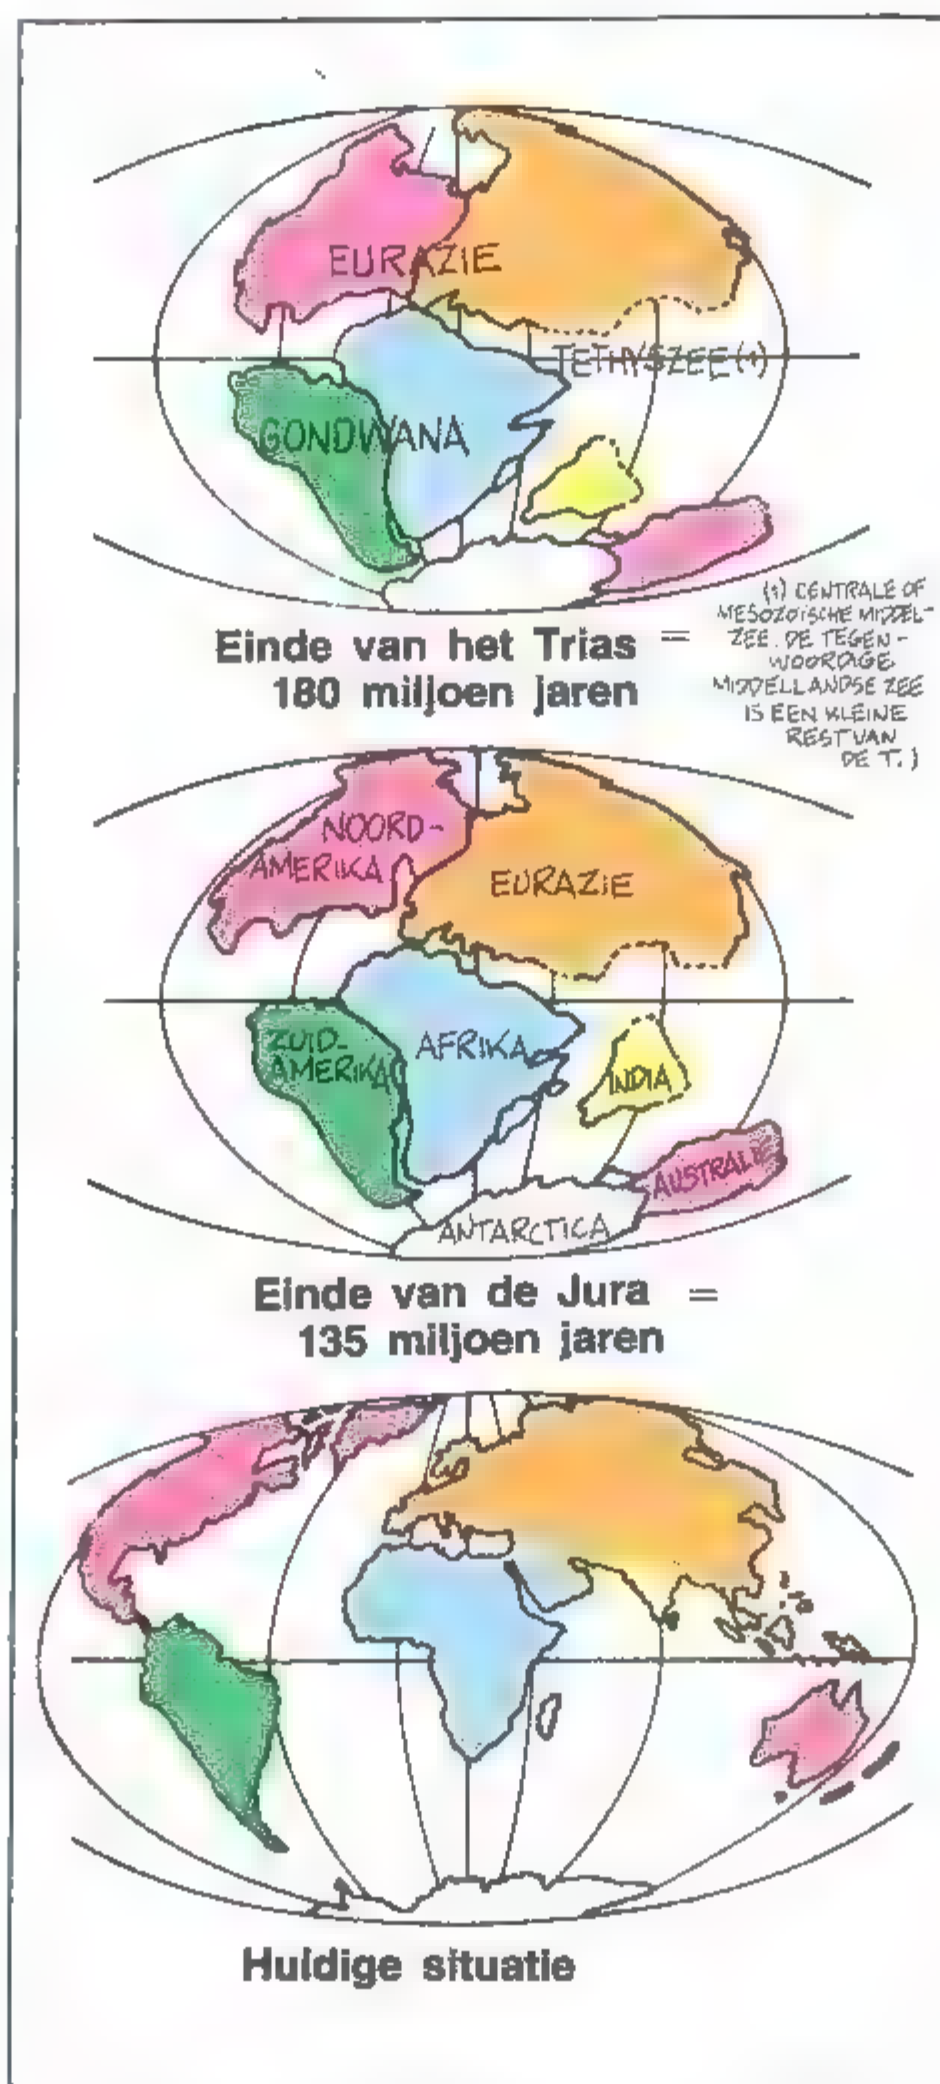 EURAZIE
TETHYSZEE (1)
GONDWANA
Einde van het Trias =
180 miljoen jaren
(1) CENTRALE OF
MESOZOÏSCHE MIDDEL-
ZEE. DE TEGEN-
WOORDIGE
MIDDELLANDSE ZEE
IS EEN KLEINE
REST VAN
DE T.)
NOORD-
AMERIKA
EURAZIE
ZUID-
AMERIKA
AFRIKA
INDIA
AUSTRALIE
ANTARCTICA
Einde van de Jura =
135 miljoen jaren
Huidige situatie